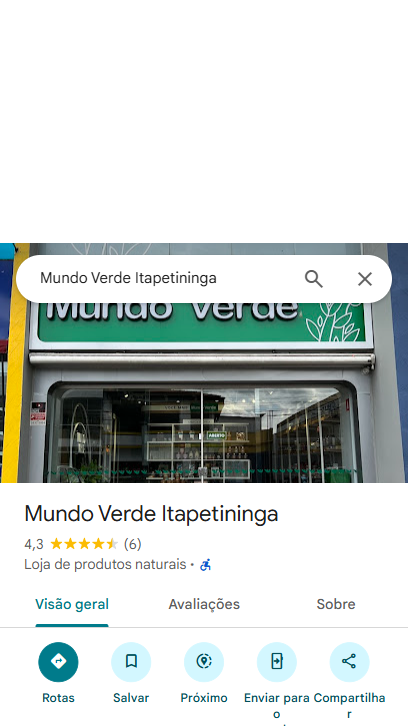 Mundo Verde Itapetininga
Mundo Verde
ABERTO
Mundo Verde Itapetininga
4,3 (6)
Loja de produtos naturais ·
Visão geral Avaliações Sobre
Rotas Salvar Próximo Enviar para o Compartilhar